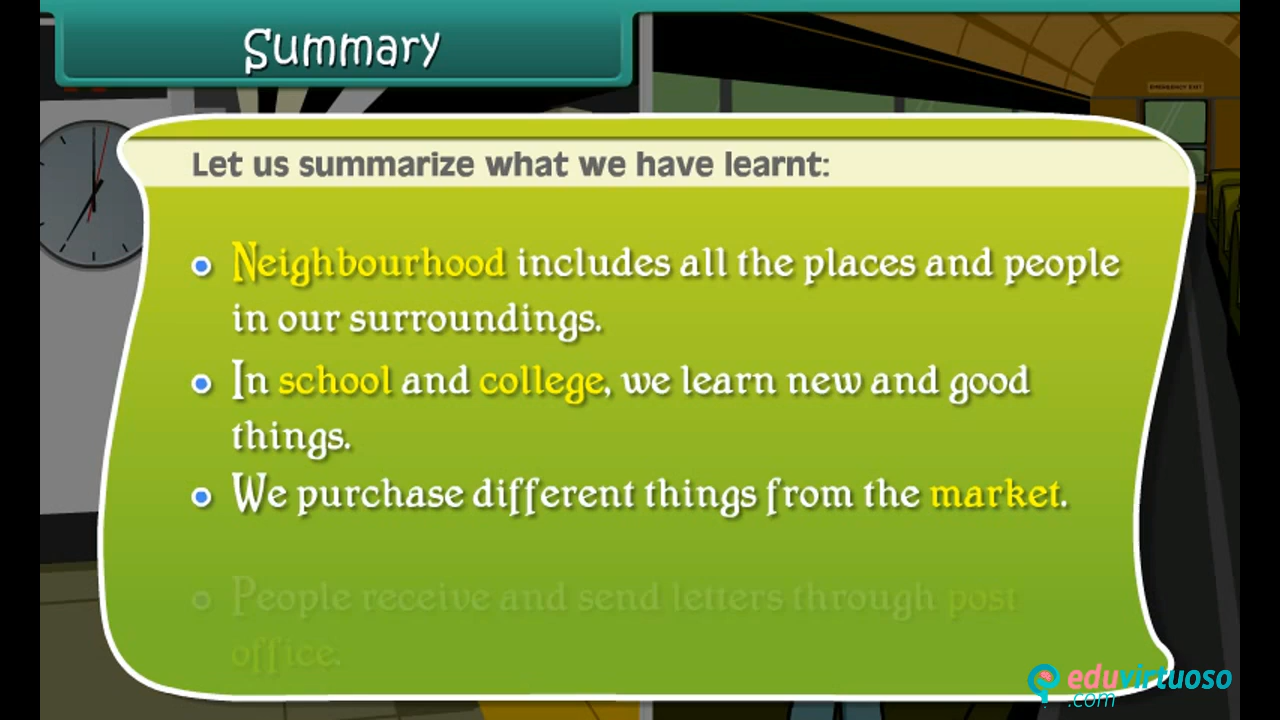 Summary
EMERGENCY EXIT
Let us summarize what we have learnt:
Neighbourhood includes all the places and people
in our surroundings.
In school and college, we learn new and good
things.
We purchase different things from the market.
People receive and send letters through post
office.
eduvirtuoso
.com